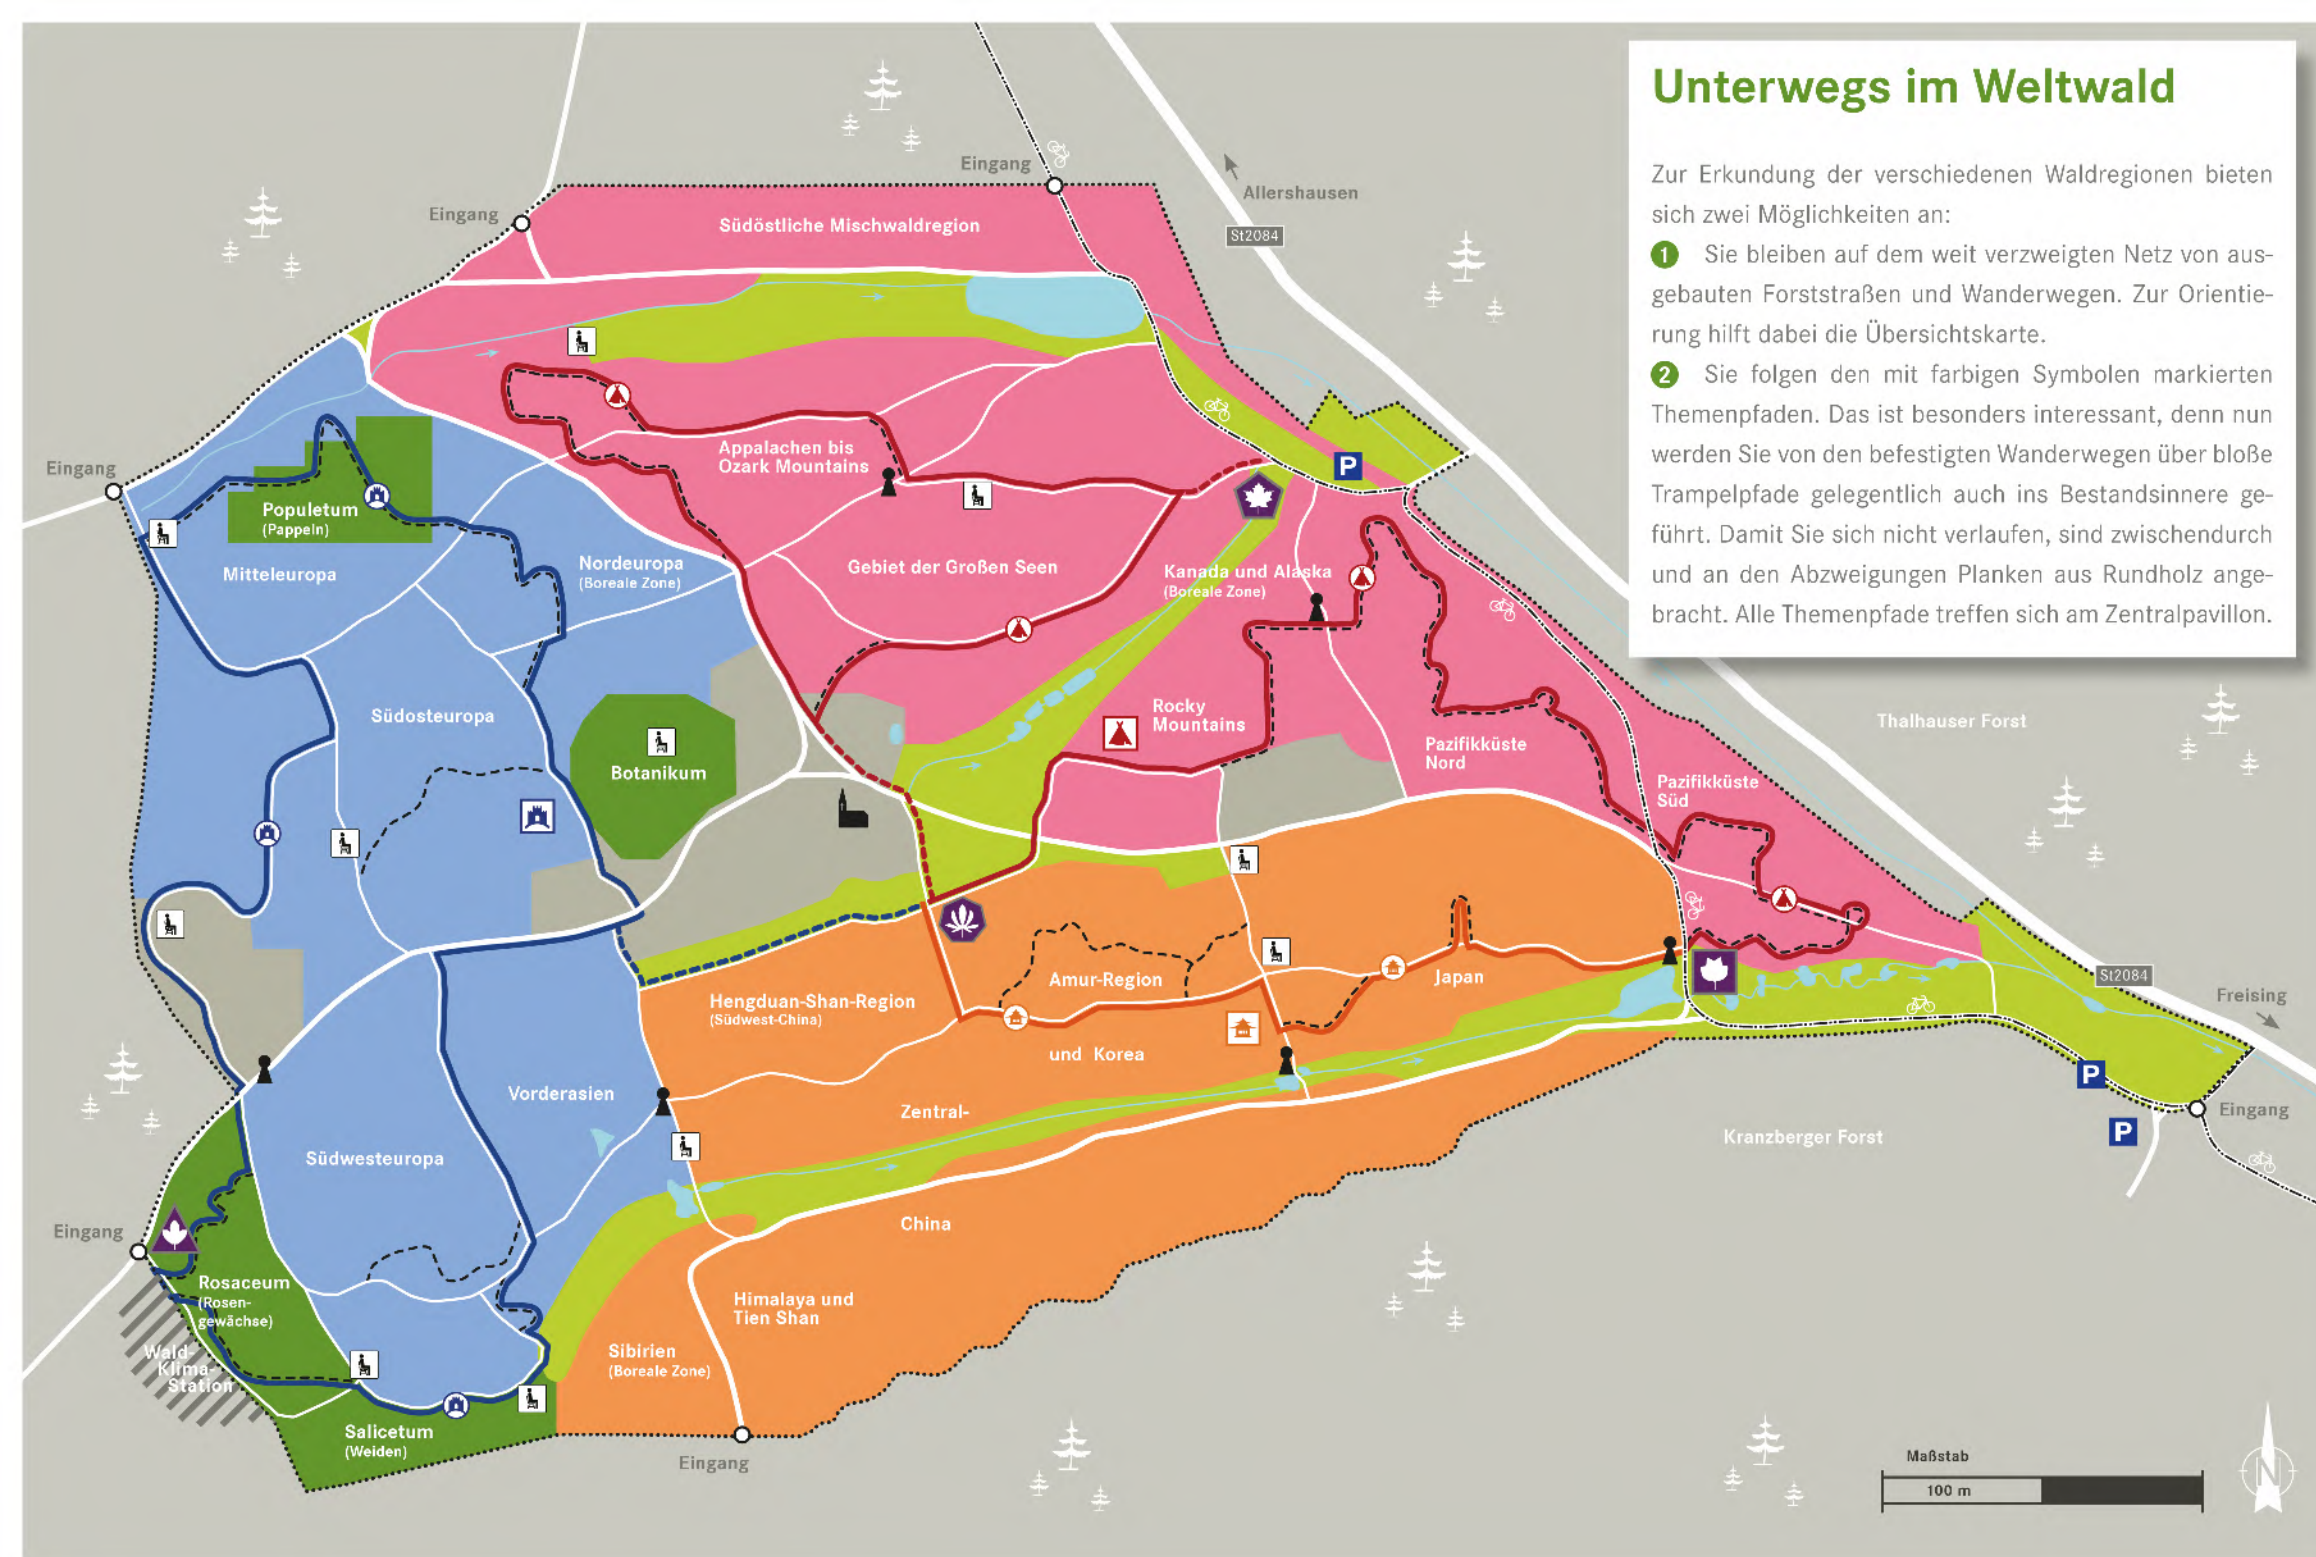 Unterwegs im Weltwald
Zur Erkundung der verschiedenen Waldregionen bieten
sich zwei Möglichkeiten an:
1 Sie bleiben auf dem weit verzweigten Netz von aus-
gebauten Forststraßen und Wanderwegen. Zur Orientie-
rung hilft dabei die Übersichtskarte.
2 Sie folgen den mit farbigen Symbolen markierten
Themenpfaden. Das ist besonders interessant, denn nun
werden Sie von den befestigten Wanderwegen über bloße
Trampelpfade gelegentlich auch ins Bestandsinnere ge-
führt. Damit Sie sich nicht verlaufen, sind zwischendurch
und an den Abzweigungen Planken aus Rundholz ange-
bracht. Alle Themenpfade treffen sich am Zentralpavillon.
Eingang
Allershausen
Eingang
Südöstliche Mischwaldregion
St2084
Appalachen bis
Ozark Mountains
Eingang
P
Populetum
(Pappeln)
Mitteleuropa
Nordeuropa
(Boreale Zone)
Gebiet der Großen Seen
Kanada und Alaska
(Boreale Zone)
Südosteuropa
Rocky
Mountains
Thalhauser Forst
Pazifikküste
Nord
Botanikum
Pazifikküste
Süd
Amur-Region
Japan
St2084
Freising
Hengduan-Shan-Region
(Südwest-China)
und Korea
P
Vorderasien
Zentral-
Eingang
P
Kranzberger Forst
Südwesteuropa
China
Eingang
Rosaceum
(Rosen-
gewächse)
Himalaya und
Tien Shan
Wald-
Klima-
Station
Sibirien
(Boreale Zone)
Salicetum
(Weiden)
Eingang
Maßstab
100 m
N